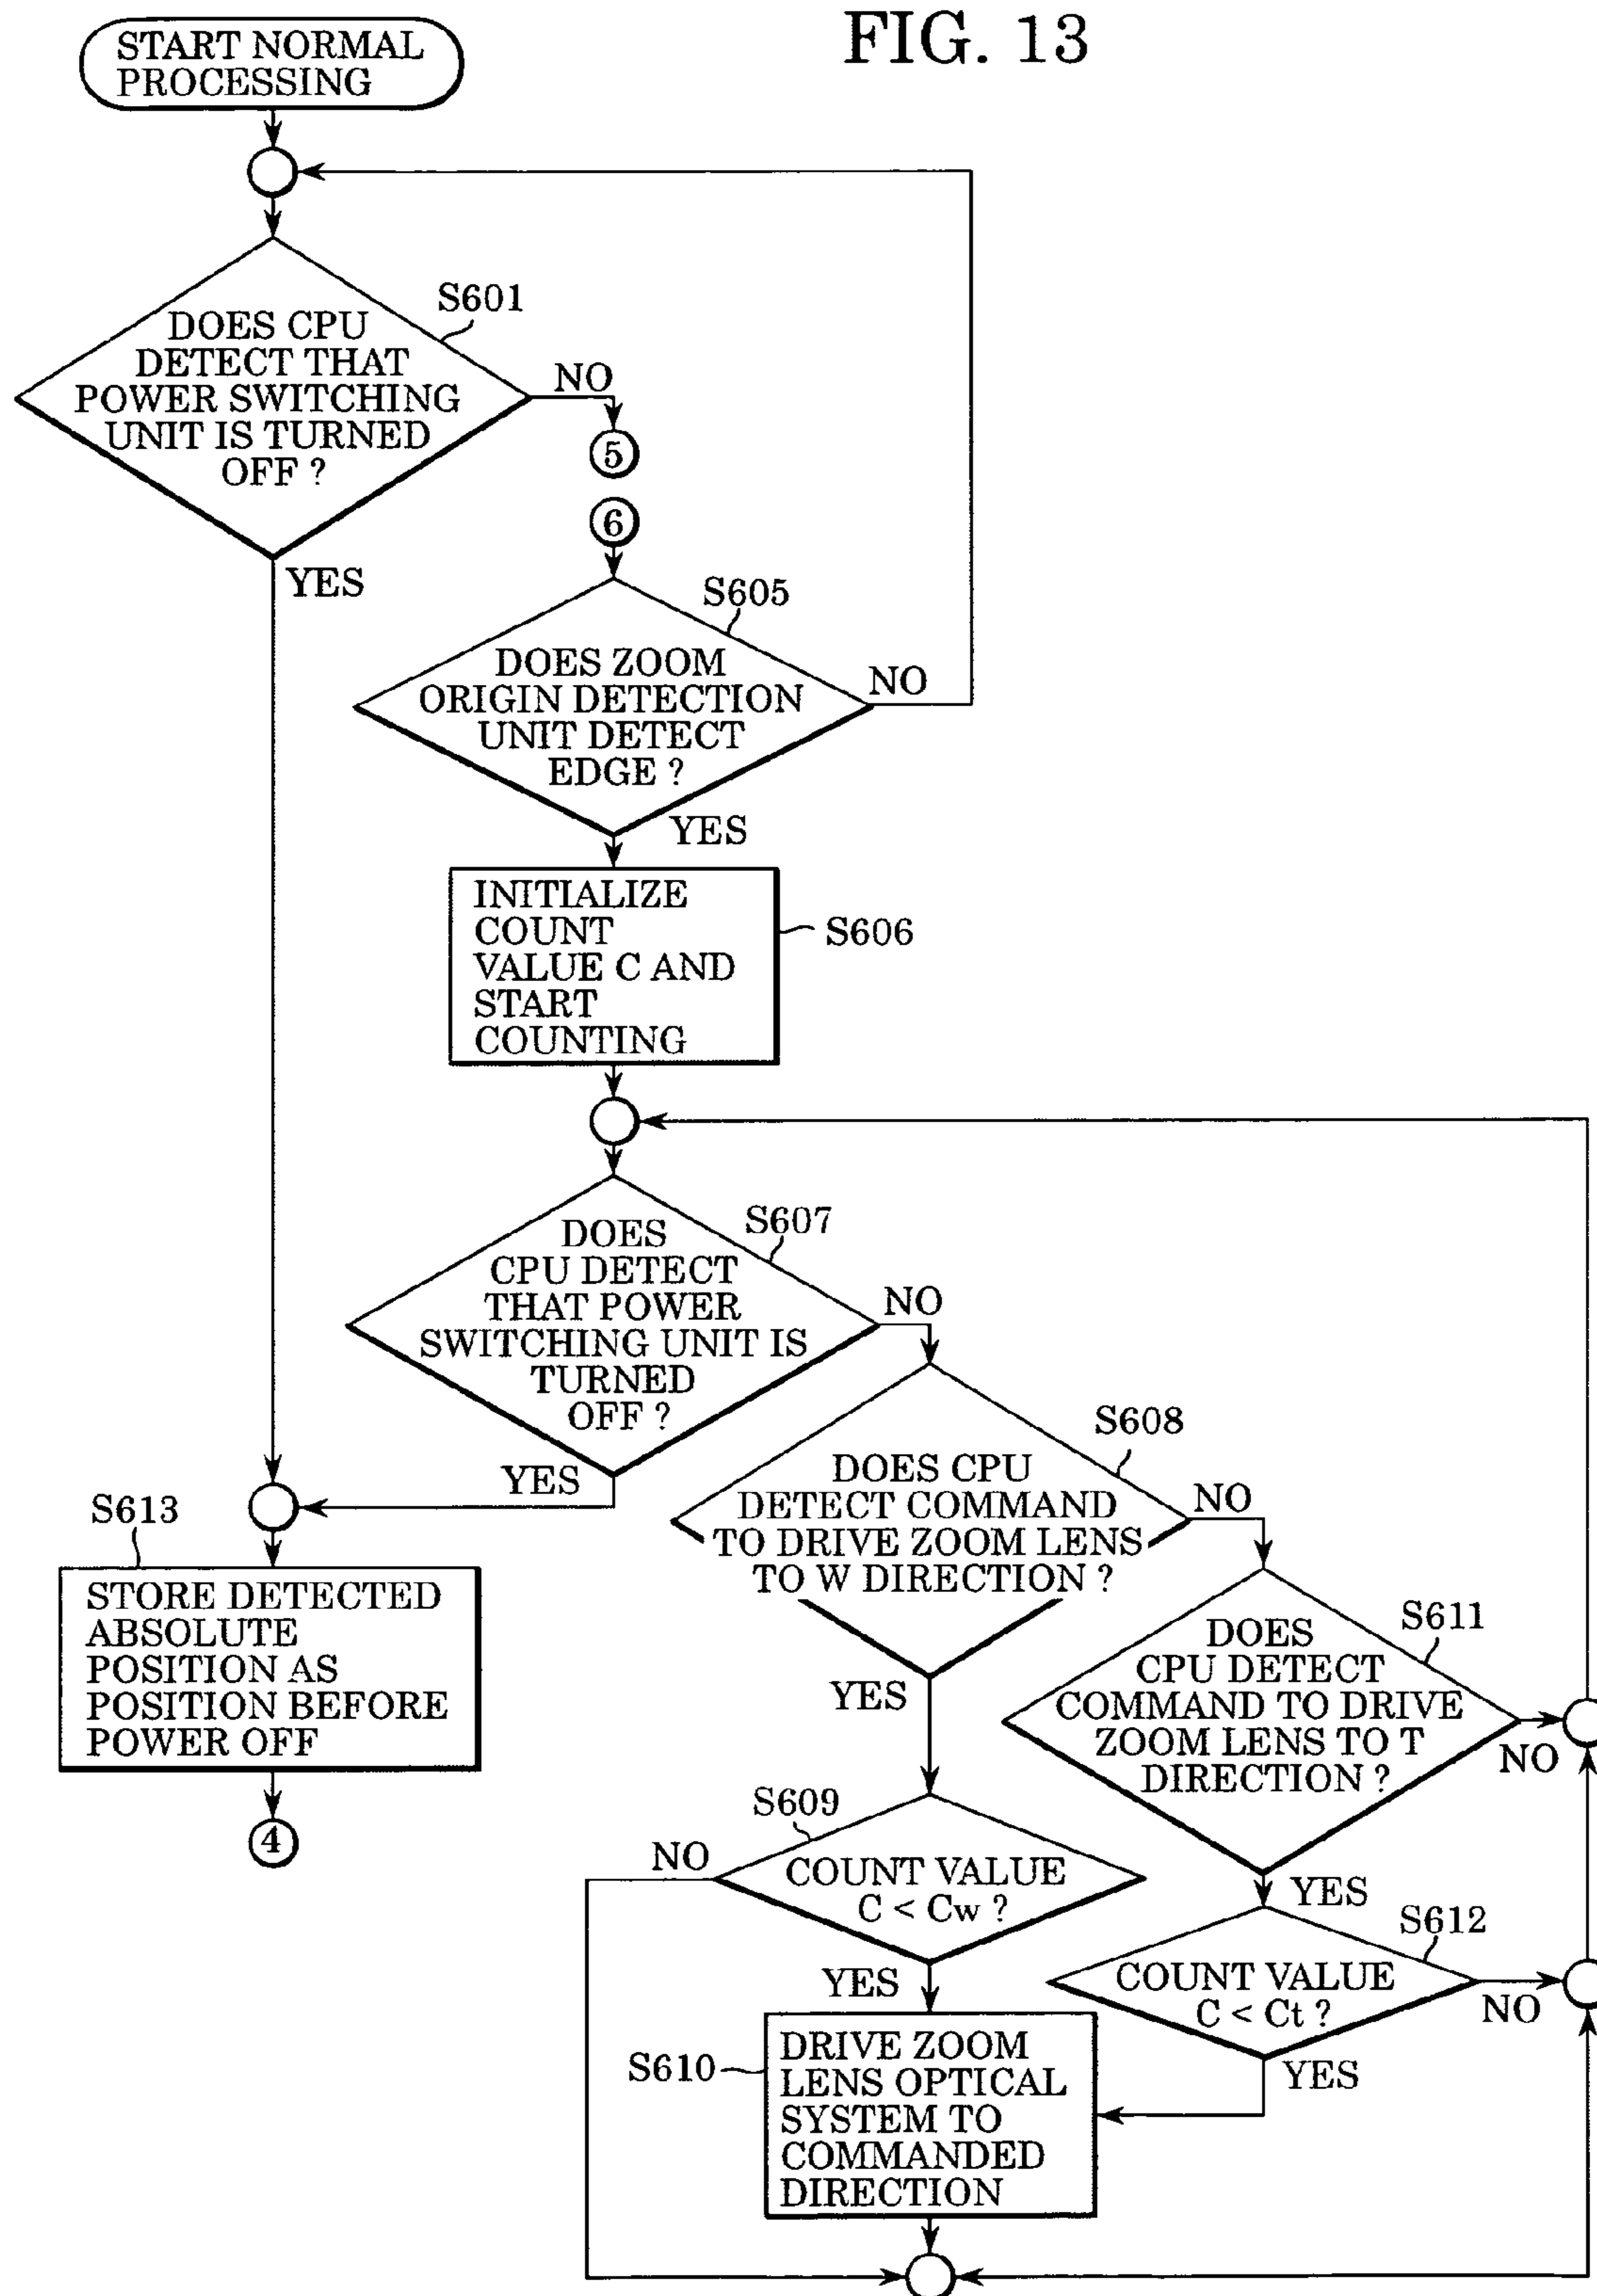 FIG. 13
START NORMAL
PROCESSING
S601
DOES CPU
DETECT THAT
POWER SWITCHING
UNIT IS TURNED
OFF ?
NO
5
6
YES
S605
DOES ZOOM
ORIGIN DETECTION
UNIT DETECT
EDGE ?
NO
YES
INITIALIZE
COUNT
VALUE C AND
START
COUNTING
S606
S607
DOES
CPU DETECT
THAT POWER
SWITCHING UNIT IS
TURNED
OFF ?
NO
YES
S608
DOES CPU
DETECT COMMAND
TO DRIVE ZOOM LENS
TO W DIRECTION ?
NO
YES
S613
STORE DETECTED
ABSOLUTE
POSITION AS
POSITION BEFORE
POWER OFF
4
S611
DOES
CPU DETECT
COMMAND TO DRIVE
ZOOM LENS TO T
DIRECTION ?
NO
YES
S609
NO
COUNT VALUE
C < Cw ?
YES
S612
COUNT VALUE
C < Ct ?
NO
YES
S610
DRIVE ZOOM
LENS OPTICAL
SYSTEM TO
COMMANDED
DIRECTION